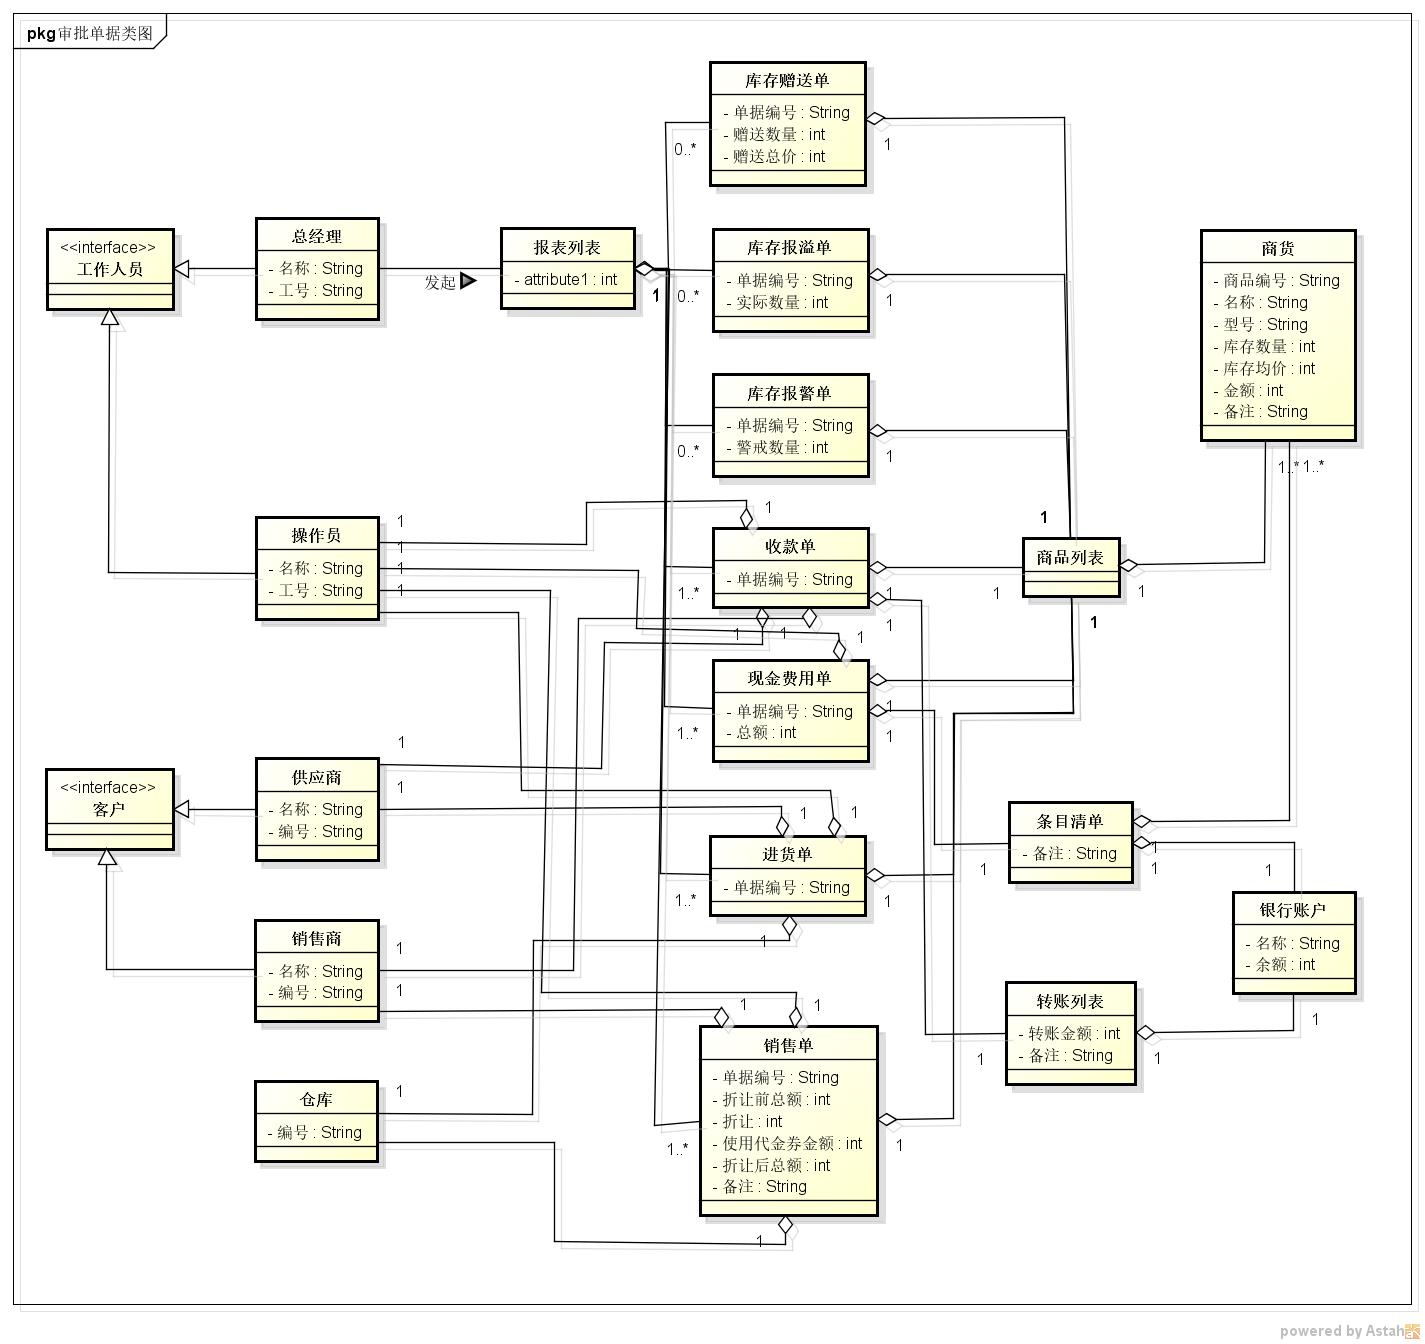 pkg审批单据类图
库存赠送单
- 单据编号 : String
- 赠送数量 : int
- 赠送总价 : int
0..*
1
<<interface>>
工作人员
总经理
- 名称 : String
- 工号 : String
发起
报表列表
- attribute1 : int
1
库存报溢单
- 单据编号 : String
- 实际数量 : int
0..*
1
商货
- 商品编号 : String
- 名称 : String
- 型号 : String
- 库存数量 : int
- 库存均价 : int
- 金额 : int
- 备注 : String
1..*
1..*
库存报警单
- 单据编号 : String
- 警戒数量 : int
0..*
1
操作员
- 名称 : String
- 工号 : String
1
1
1
1
1
收款单
- 单据编号 : String
1..*
1
1
1
1
1
商品列表
1
1
1
1
现金费用单
- 单据编号 : String
- 总额 : int
1..*
1
1
1
<<interface>>
客户
供应商
- 名称 : String
- 编号 : String
1
1
1
1
进货单
- 单据编号 : String
1..*
1
1
条目清单
- 备注 : String
1
1
1
1
银行账户
- 名称 : String
- 余额 : int
1
销售商
- 名称 : String
- 编号 : String
1
1
1
1
销售单
- 单据编号 : String
- 折让前总额 : int
- 折让 : int
- 使用代金券金额 : int
- 折让后总额 : int
- 备注 : String
1..*
1
1
转账列表
- 转账金额 : int
- 备注 : String
1
1
仓库
- 编号 : String
1
powered by Astah